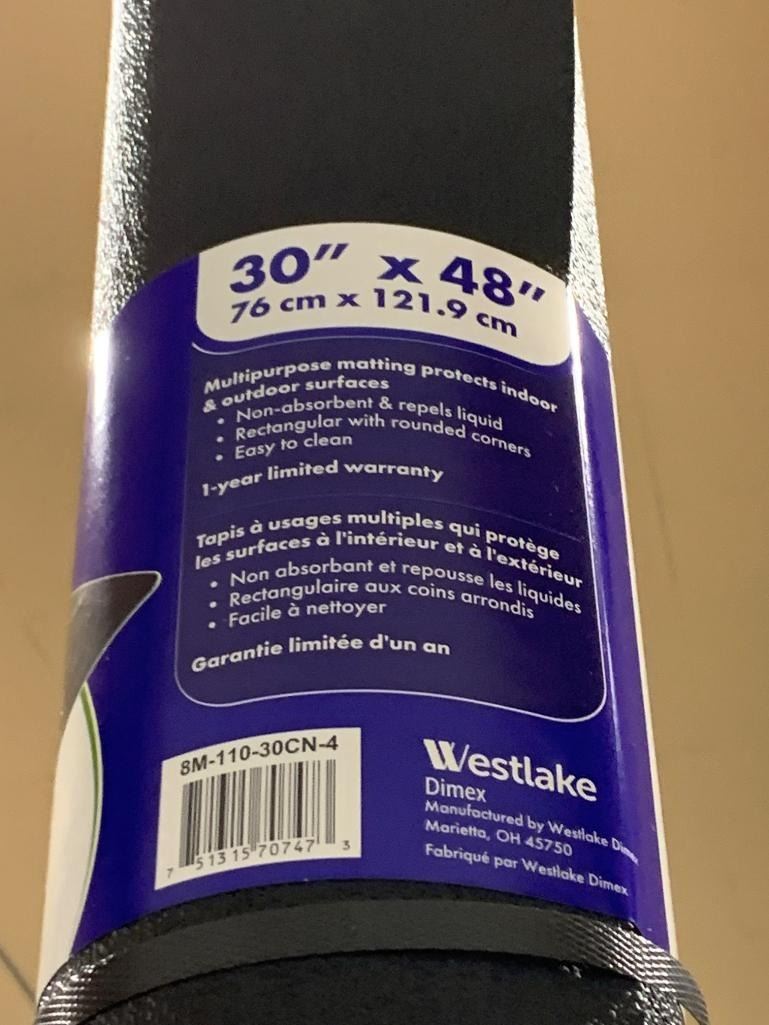 30" x 48"
76 cm x 121.9 cm
Multipurpose matting protects indoor
& outdoor surfaces
• Non-absorbent & repels liquid
• Rectangular with rounded corners
• Easy to clean
1-year limited warranty
Tapis à usages multiples qui protège
les surfaces à l'intérieur et à l'extérieur
• Non absorbant et repousse les liquides
• Rectangulaire aux coins arrondis
• Facile à nettoyer
Garantie limitée d'un an
8M-110-30CN-4
7 51315 70747 3
Westlake
Dimex
Manufactured by Westlake Dimex
Marietta, OH 45750
Fabriqué par Westlake Dimex